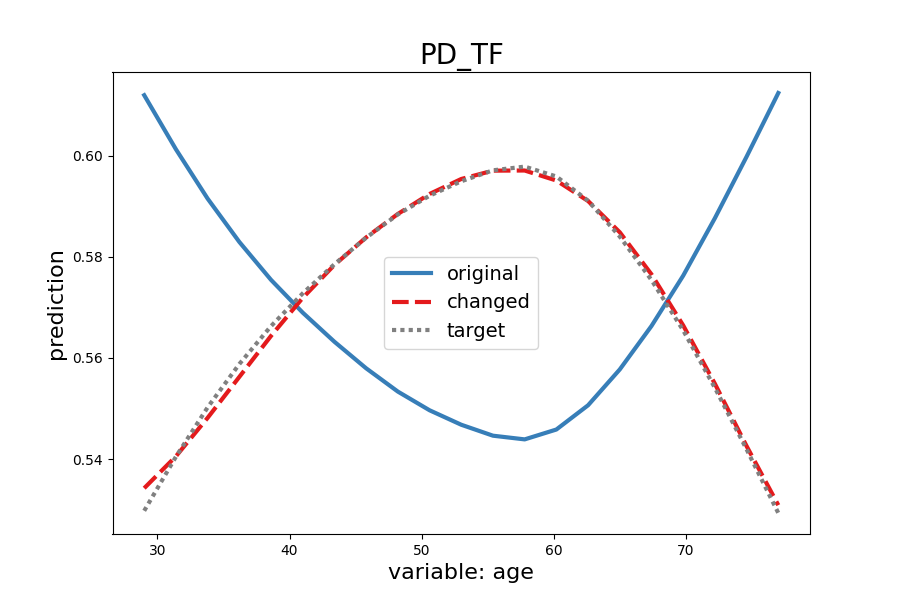 PD_TF
prediction
0.60
0.58
0.56
0.54
original
changed
target
30 40 50 60 70
variable: age